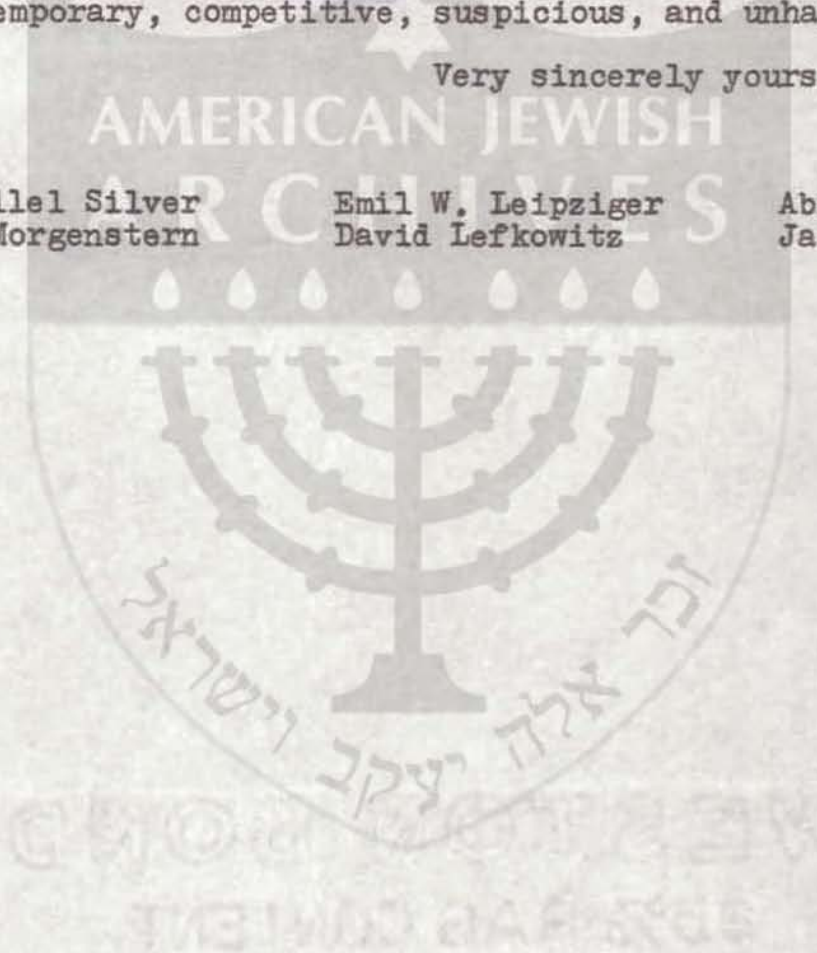 emporary, competitive, suspicious, and unha
Very sincerely yours
AMERICAN JEWISH
ARCHIVES
llel Silver Emil W. Leipziger Ab
Morgenstern David Lefkowitz Ja
זכר אלה יעקב וישראל